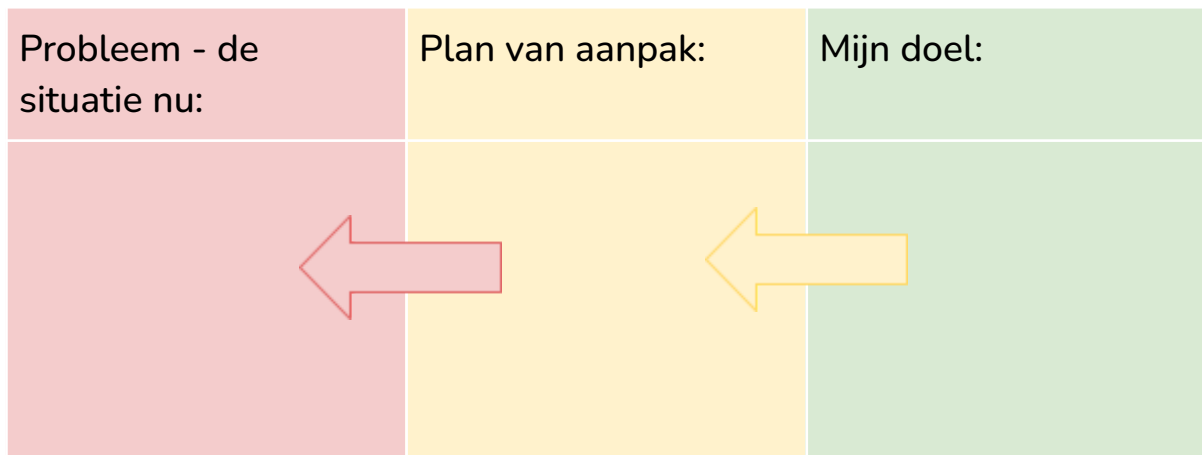 Probleem - de
situatie nu:
Plan van aanpak:
Mijn doel: